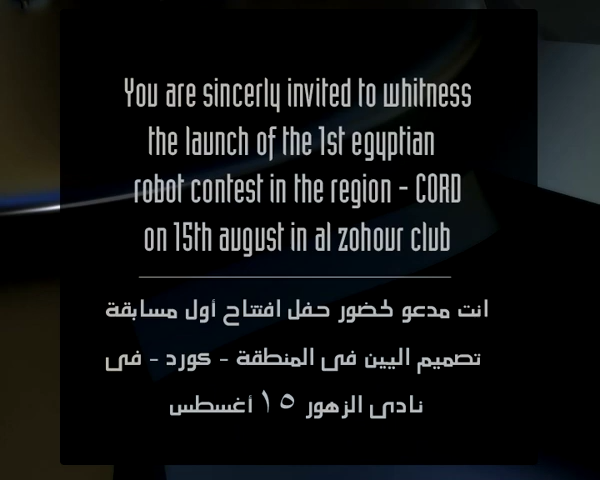 You are sincerly invited to whitness
the launch of the 1st egyptian
robot contest in the region - CORD
on 15th august in al zohour club
انت مدعو لحضور حفل افتتاح أول مسابقة
تصميم اليين فى المنطقة - كورد - فى
نادى الزهور ١٥ أغسطس